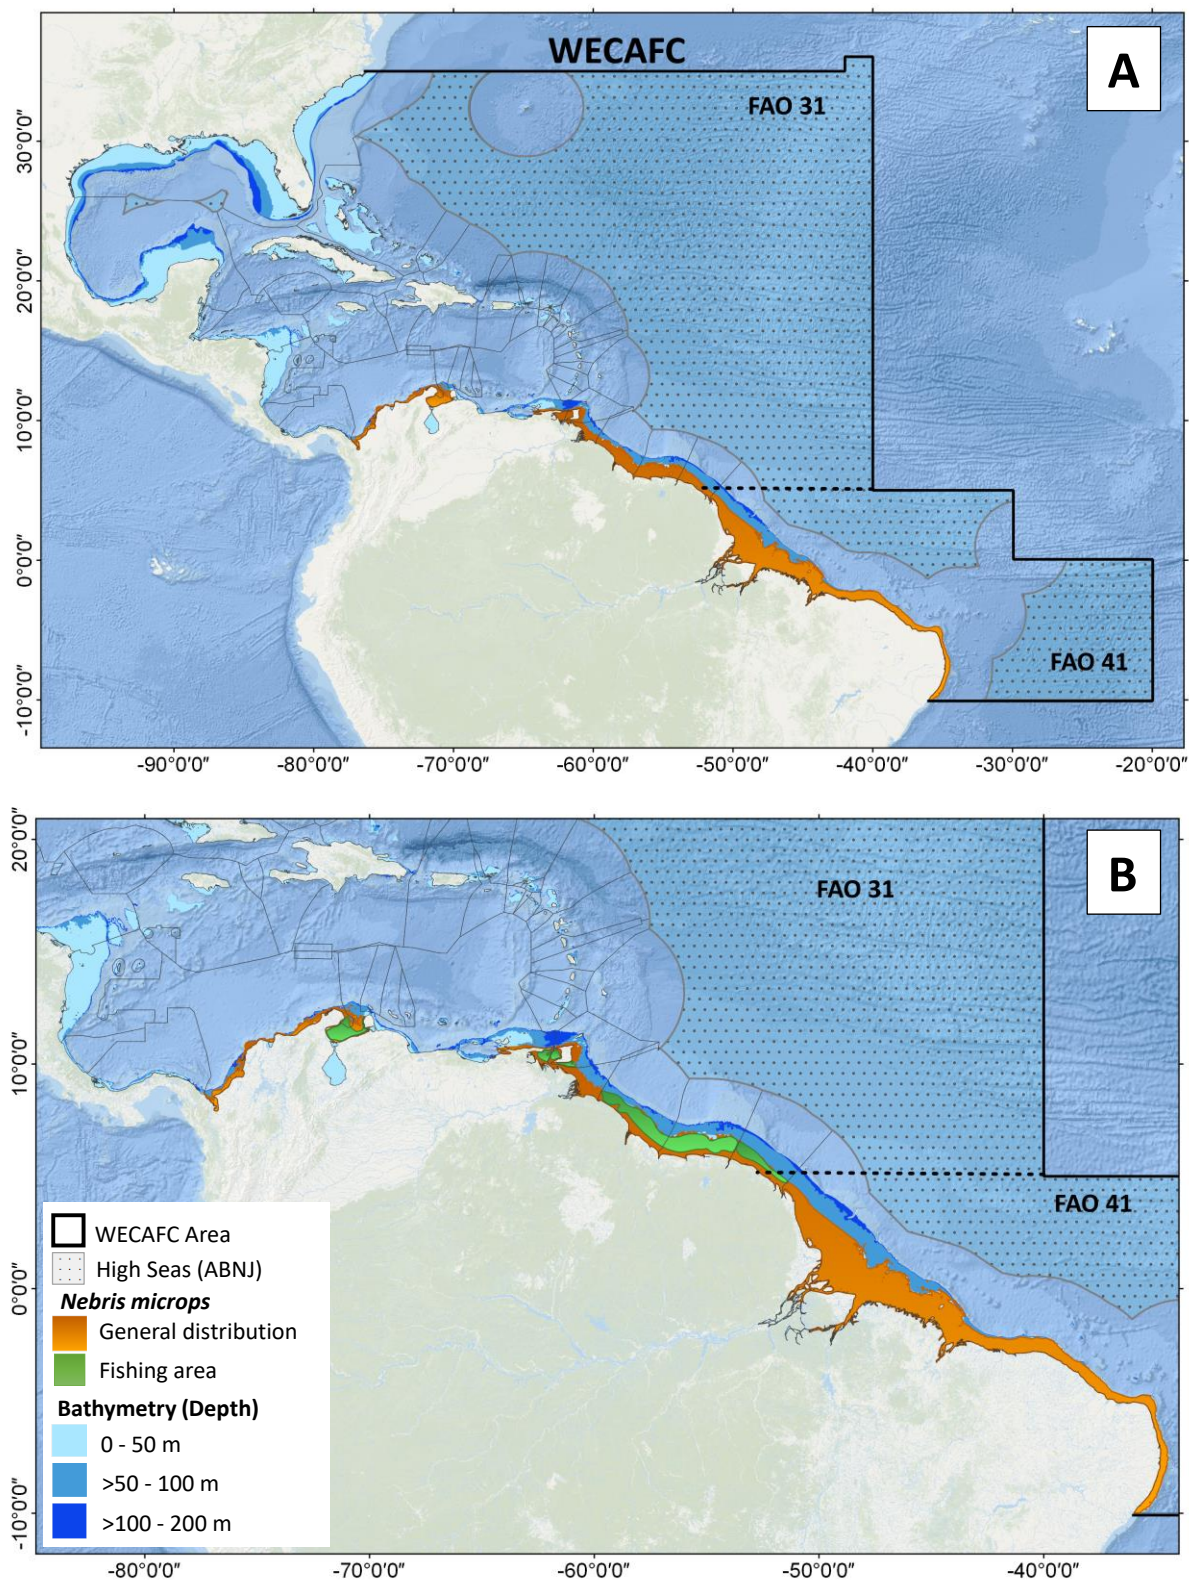 WECAFC
A
FAO 31
FAO 41
30°0'0"
20°0'0"
10°0'0"
0°0'0"
-10°0'0"
-90°0'0"
-80°0'0"
-70°0'0"
-60°0'0"
-50°0'0"
-40°0'0"
-30°0'0"
-20°0'0"
B
FAO 31
FAO 41
20°0'0"
10°0'0"
0°0'0"
-10°0'0"
WECAFC Area
High Seas (ABNJ)
Nebris microps
General distribution
Fishing area
Bathymetry (Depth)
0 - 50 m
>50 - 100 m
>100 - 200 m
-80°0'0"
-70°0'0"
-60°0'0"
-50°0'0"
-40°0'0"